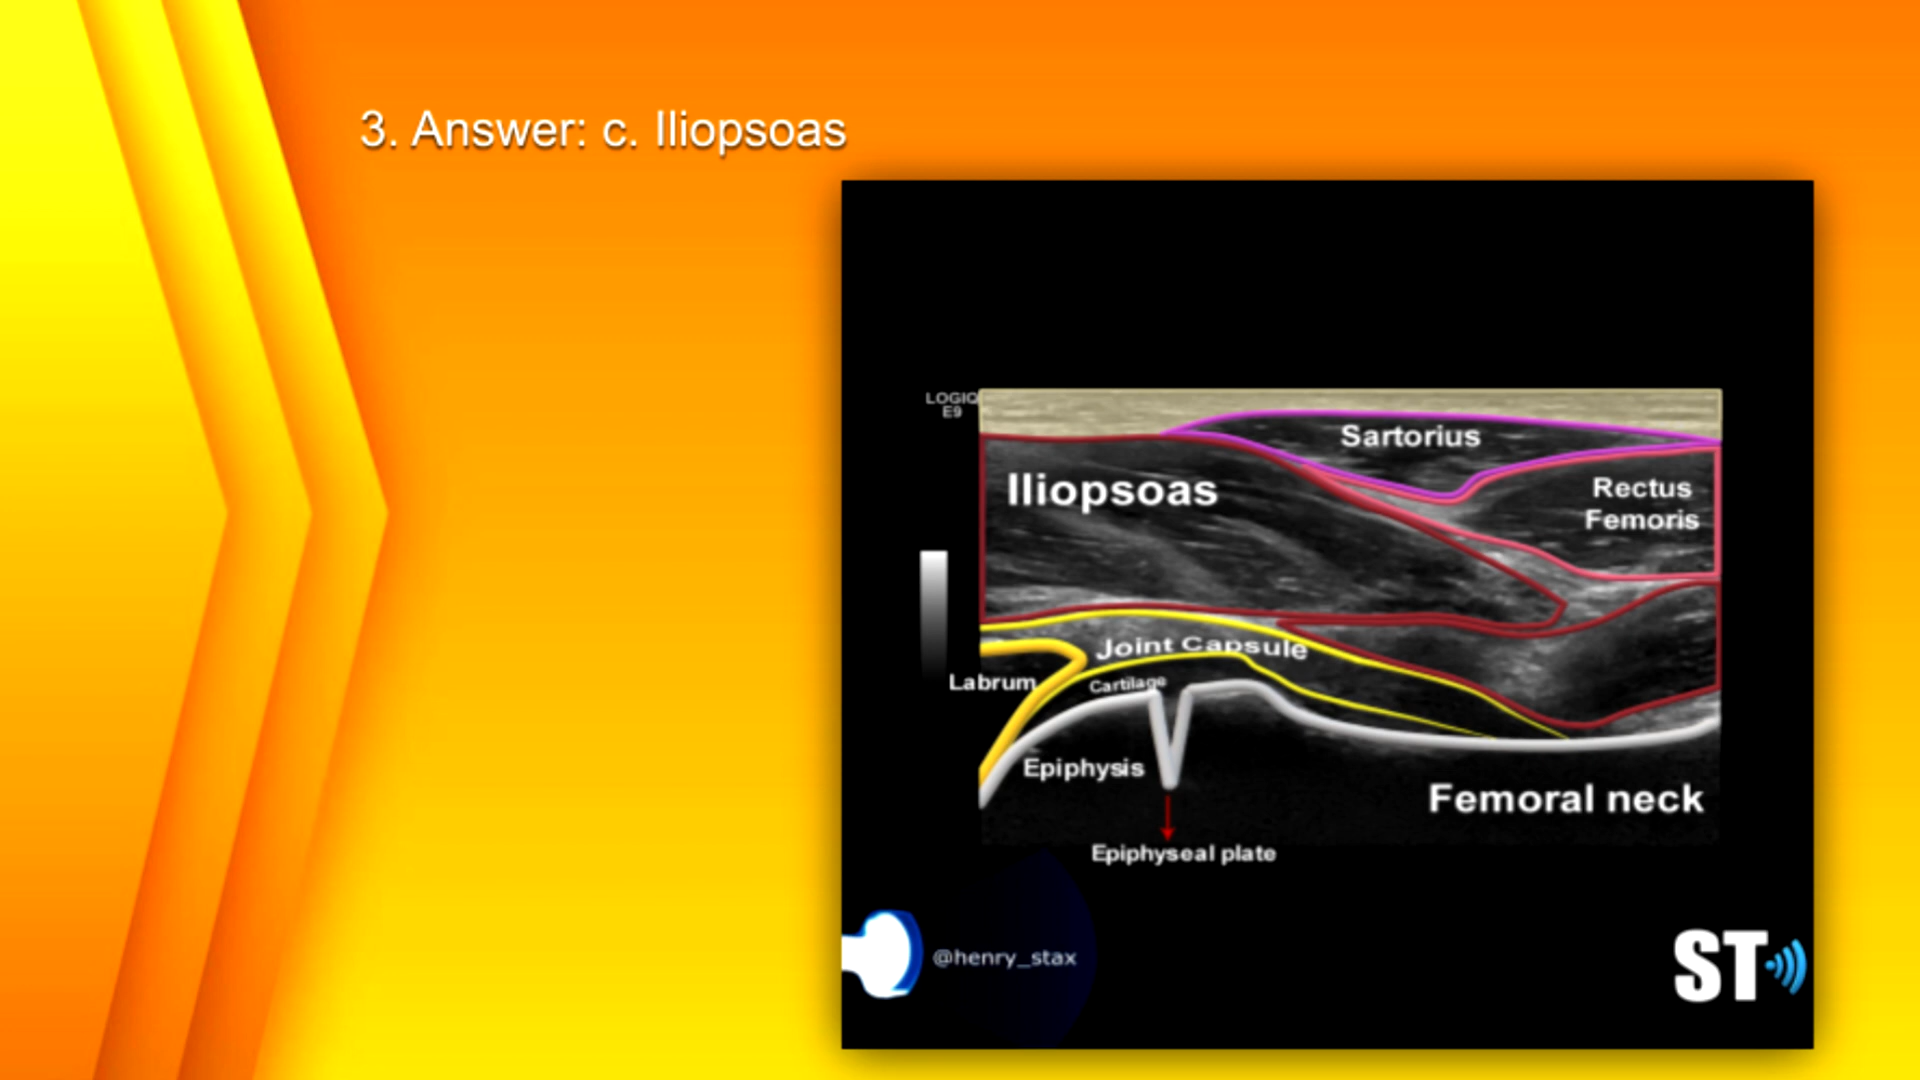 3. Answer: c. Iliopsoas
LOGIQ
E9
Sartorius
Iliopsoas
Rectus
Femoris
Joint Capsule
Labrum
Cartilage
Epiphysis
Femoral neck
Epiphyseal plate
@henry_stax
ST